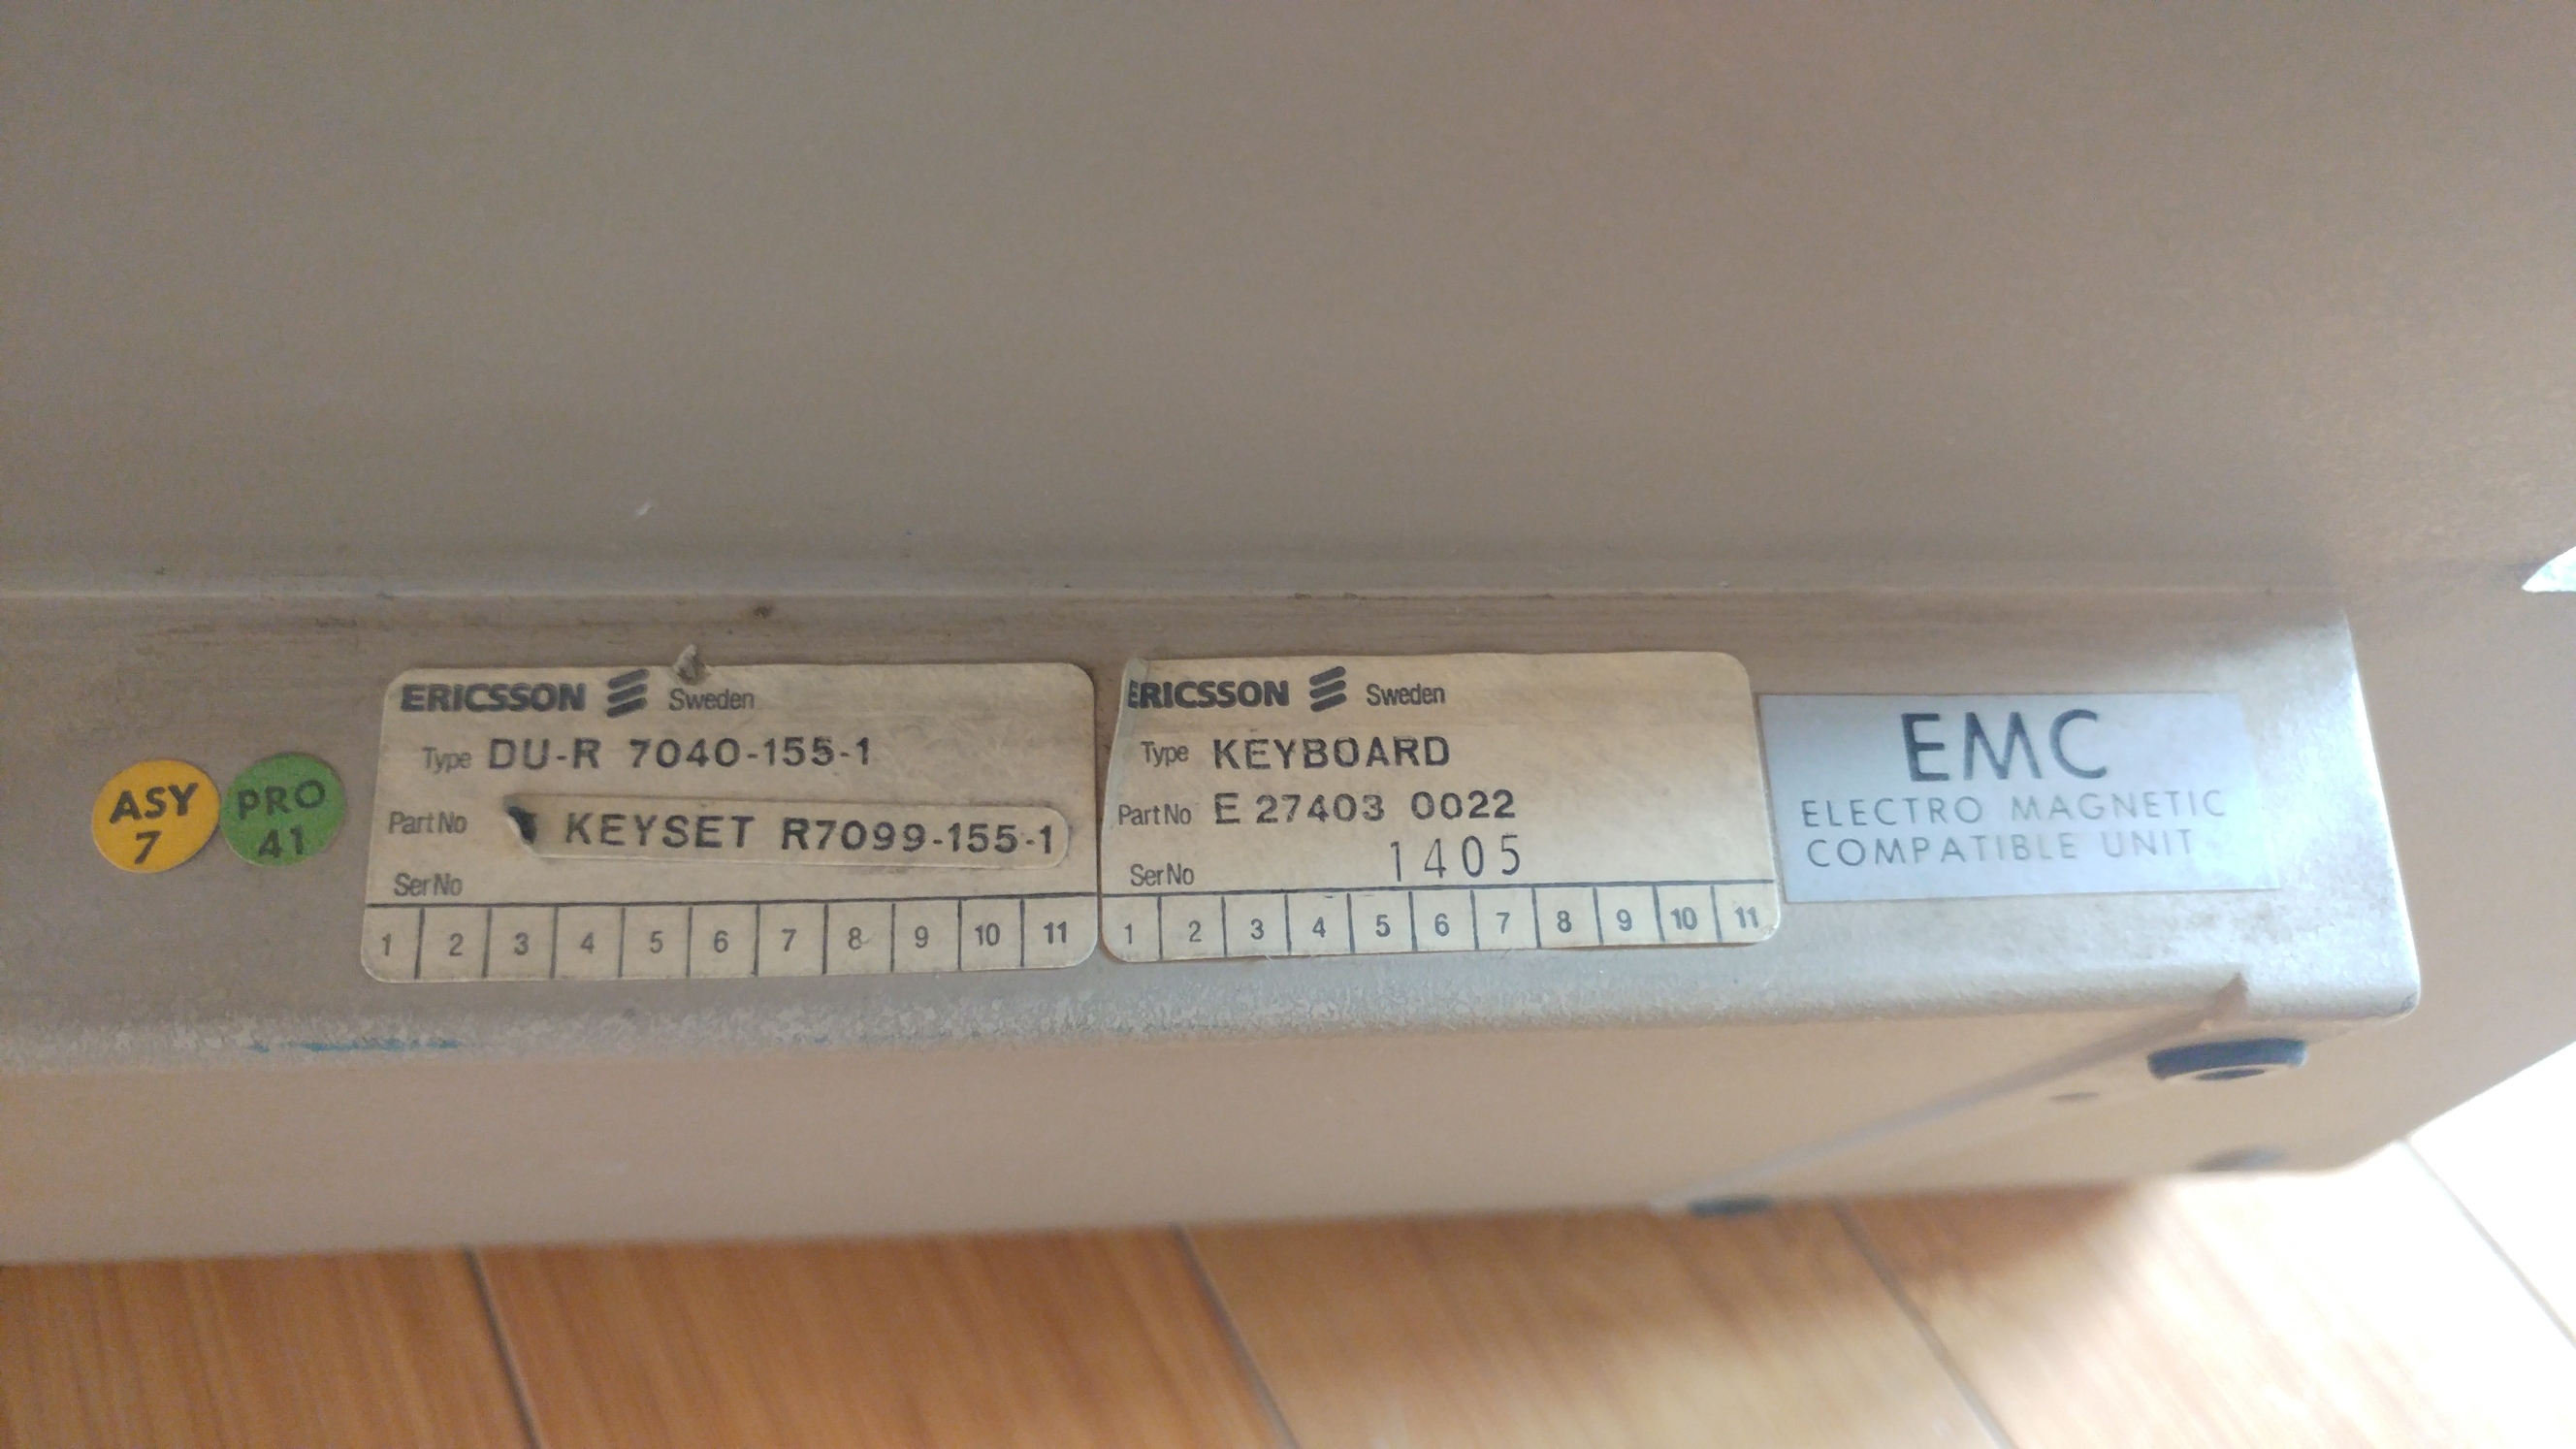 ASY
7
PRO
41
ERICSSON Sweden
Type DU-R 7040-155-1
Part No KEYSET R7099-155-1
Ser No
1 2 3 4 5 6 7 8 9 10 11
ERICSSON Sweden
Type KEYBOARD
Part No E 27403 0022
Ser No 1405
1 2 3 4 5 6 7 8 9 10 11
EMC
ELECTRO MAGNETIC
COMPATIBLE UNIT